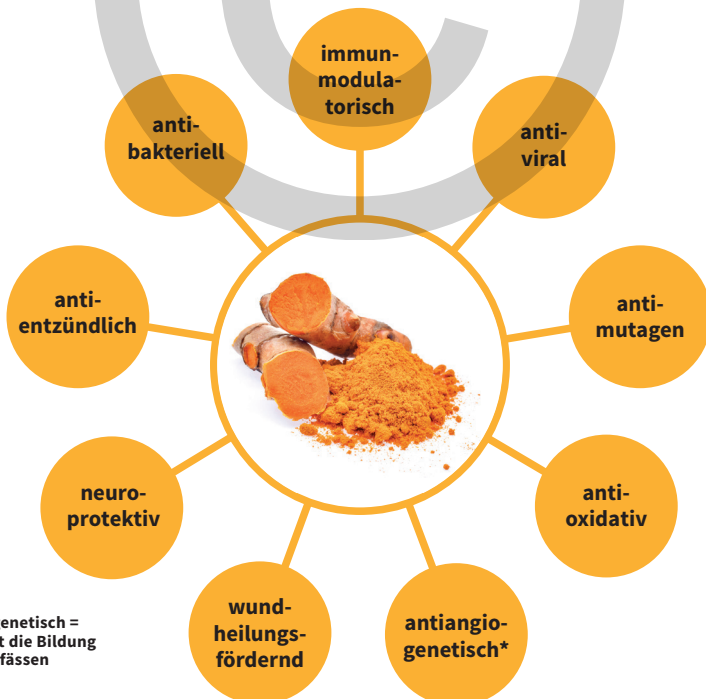 immun-
modula-
torisch
anti-
viral
anti-
mutagen
anti-
oxidativ
antiangio-
genetisch*
wund-
heilungs-
fördernd
neuro-
protektiv
anti-
entzündlich
anti-
bakteriell
genetisch =
t die Bildung
fässen